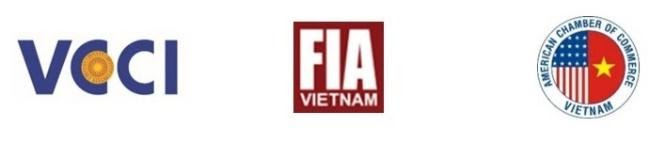 VCCI
FIA
VIETNAM
AMERICAN CHAMBER OF COMMERCE
VIETNAM